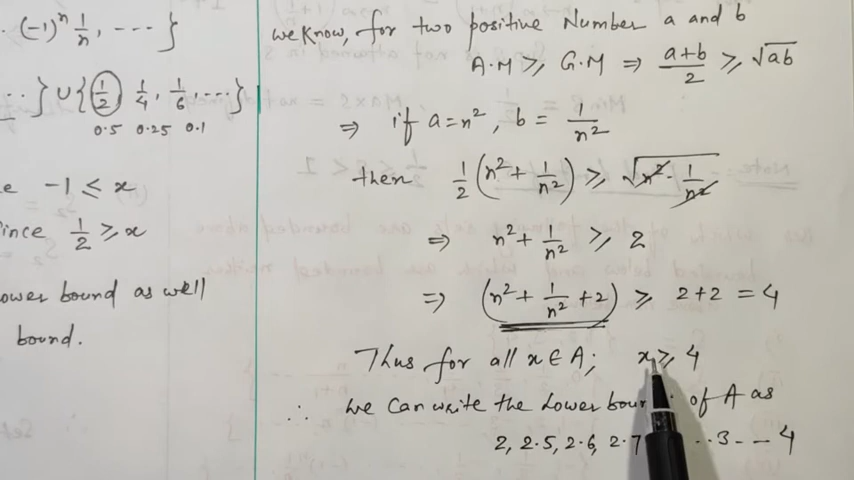 . (-1)ⁿ 1/n, ---- }
. . } ∪ { 1/2, 1/4, 1/6, .... }
0.5 0.25 0.1
-1 ≤ x
ince 1/2 ≥ x
ower bound as well
bound.
we know, for two positive Number a and b
A.M ≥ G.M ⇒ (a+b)/2 ≥ √ab
⇒ if a = n², b = 1/n²
then 1/2 (n² + 1/n²) ≥ √(n² · 1/n²)
⇒ n² + 1/n² ≥ 2
⇒ (n² + 1/n² + 2) ≥ 2+2 = 4
Thus for all x ∈ A; x ≥ 4
∴ we can write the Lower of A as
2, 2.5, 2.6, 2.7 . . 3 - - 4